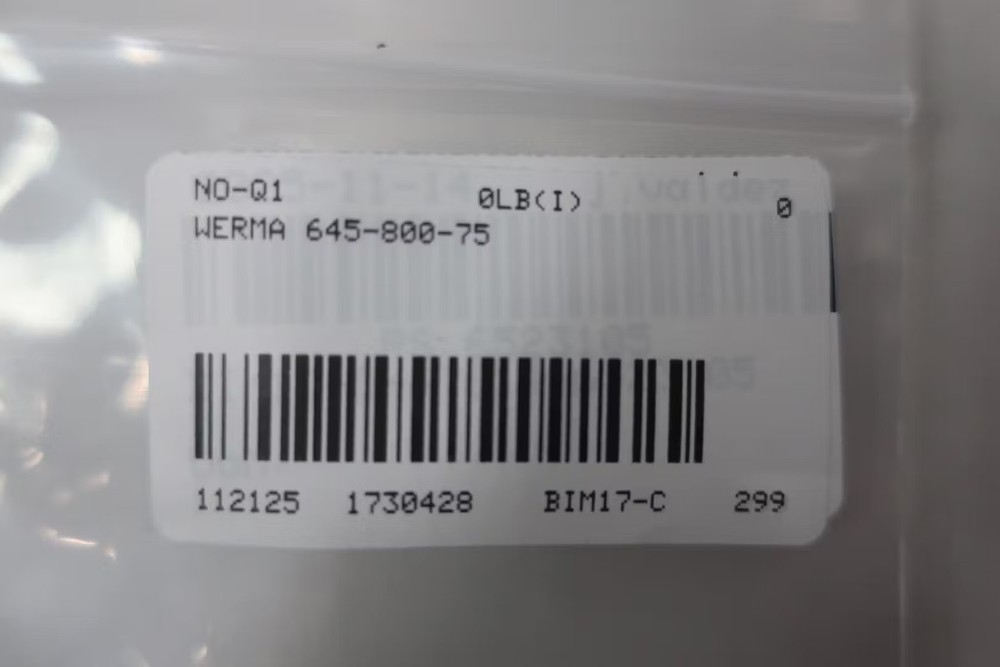 NO-Q1 0LB(I) 0
WERMA 645-800-75
112125 1730428 BIM17-C 299